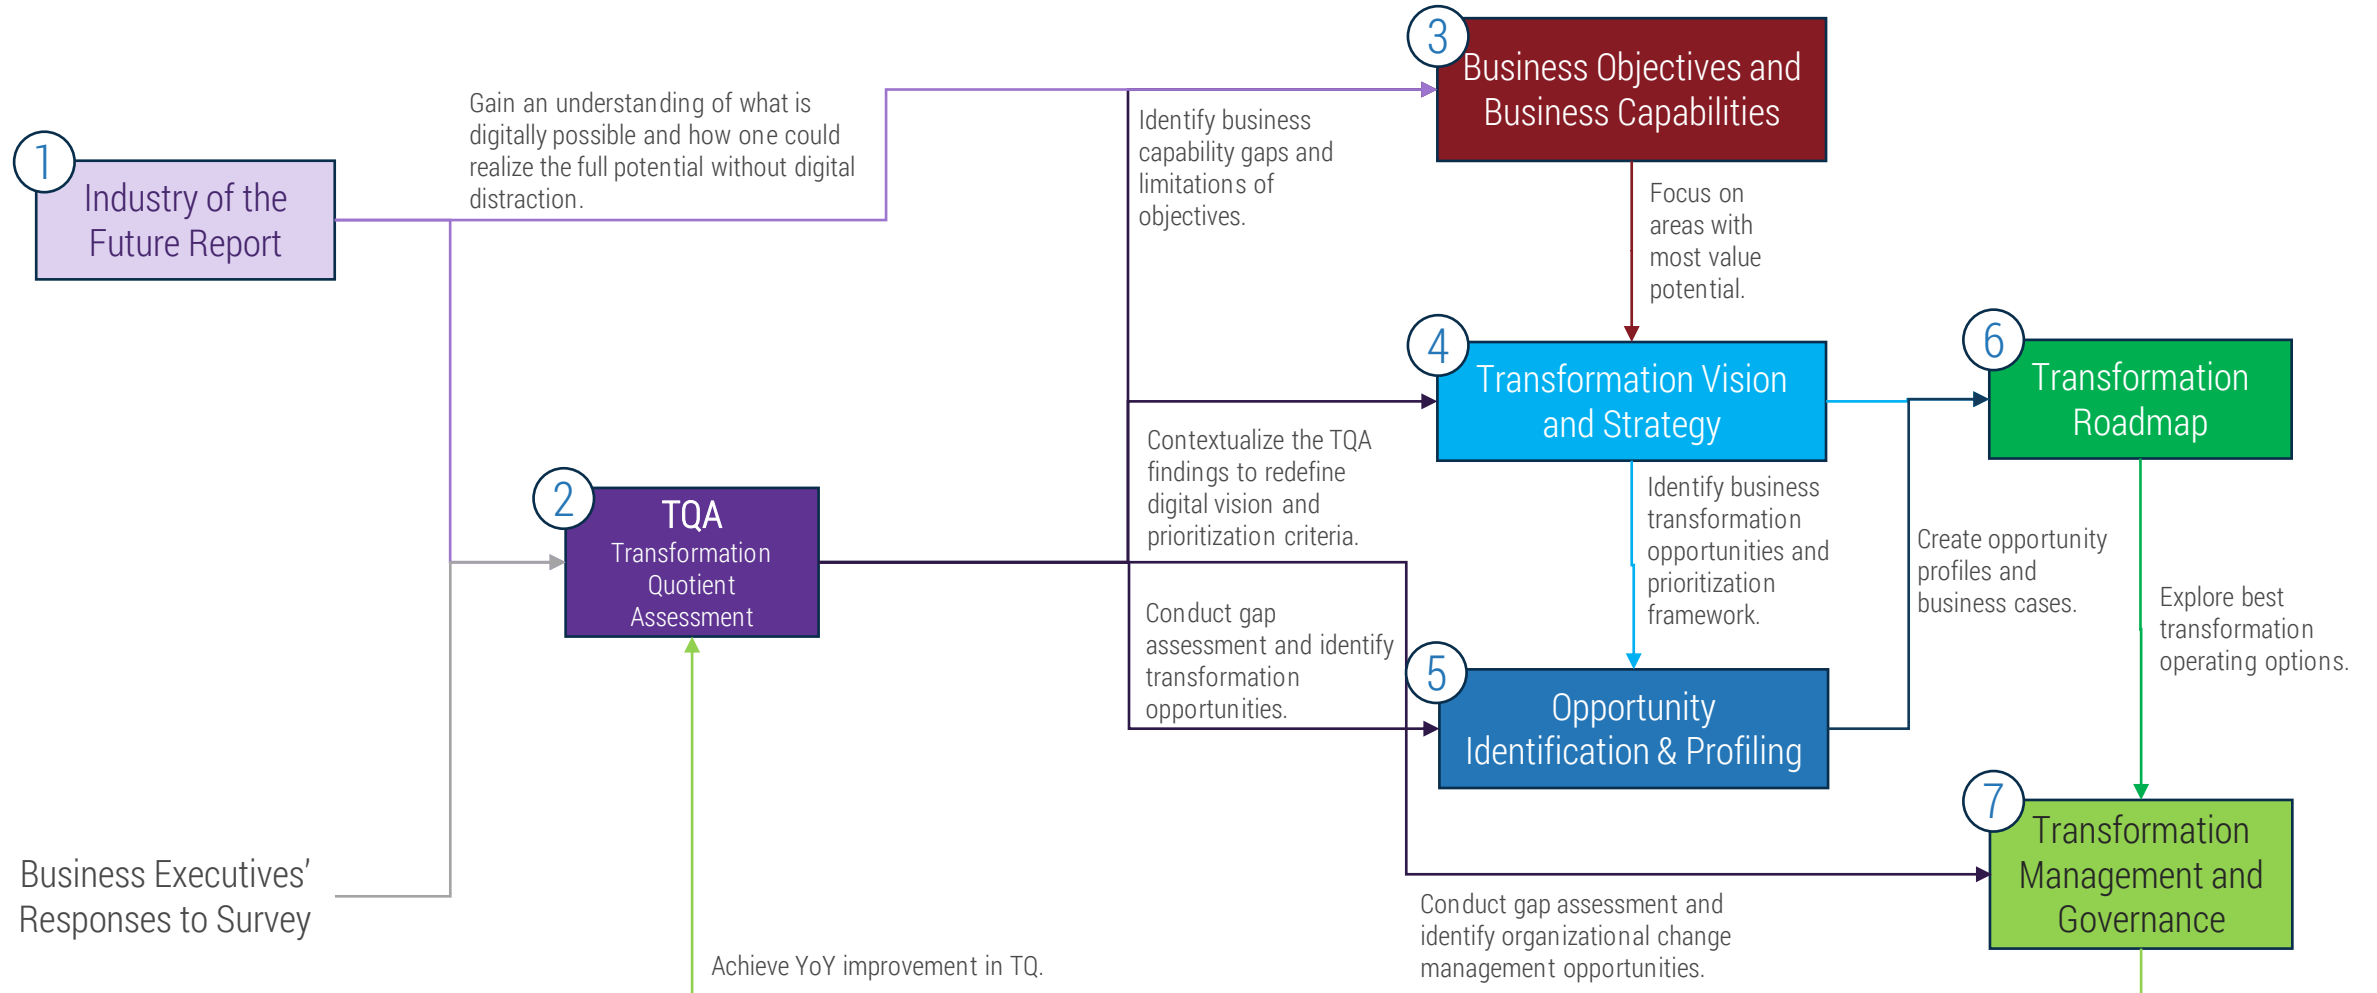 1
Industry of the
Future Report
Gain an understanding of what is
digitally possible and how one could
realize the full potential without digital
distraction.
Identify business
capability gaps and
limitations of
objectives.
3
Business Objectives and
Business Capabilities
Focus on
areas with
most value
potential.
2
TQA
Transformation
Quotient
Assessment
Contextualize the TQA
findings to redefine
digital vision and
prioritization criteria.
4
Transformation Vision
and Strategy
6
Transformation
Roadmap
Identify business
transformation
opportunities and
prioritization
framework.
Create opportunity
profiles and
business cases.
Explore best
transformation
operating options.
Conduct gap
assessment and identify
transformation
opportunities.
5
Opportunity
Identification & Profiling
7
Transformation
Management and
Governance
Business Executives’
Responses to Survey
Conduct gap assessment and
identify organizational change
management opportunities.
Achieve YoY improvement in TQ.